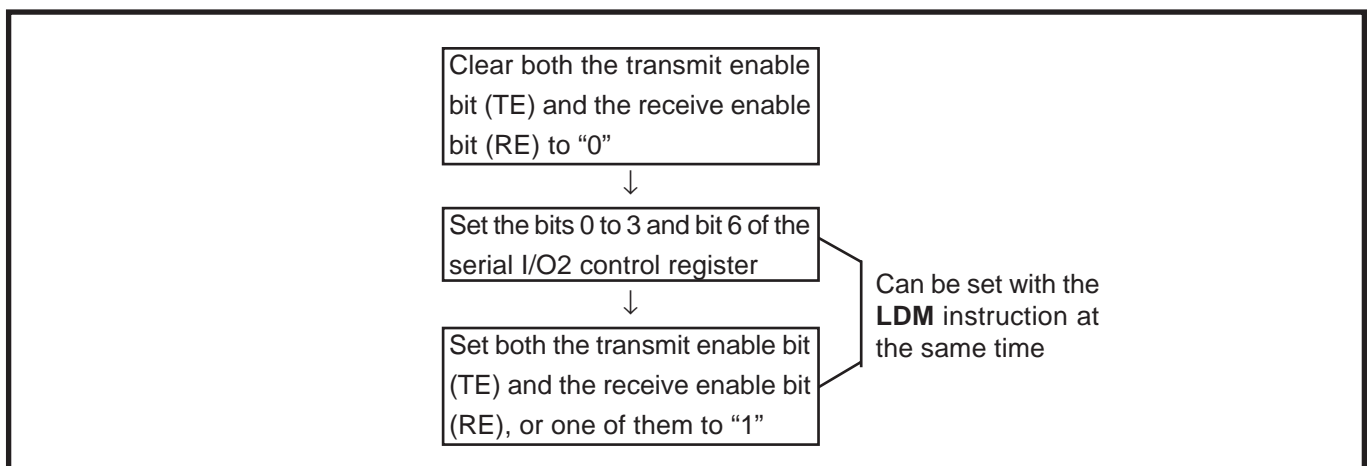 Clear both the transmit enable
bit (TE) and the receive enable
bit (RE) to “0”
↓
Set the bits 0 to 3 and bit 6 of the
serial I/O2 control register
↓
Set both the transmit enable bit
(TE) and the receive enable bit
(RE), or one of them to “1”
Can be set with the
LDM instruction at
the same time